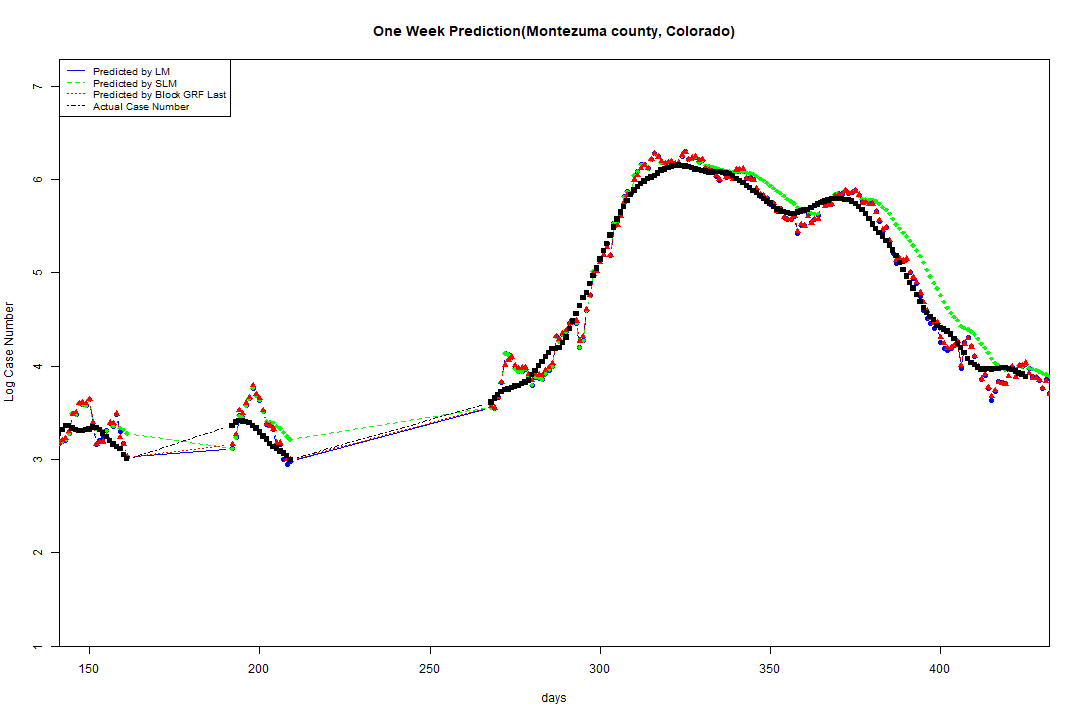 One Week Prediction(Montezuma county, Colorado)
Predicted by LM
Predicted by SLM
Predicted by Block GRF Last
Actual Case Number
Log Case Number
7
6
5
4
3
2
1
150 200 250 300 350 400
days